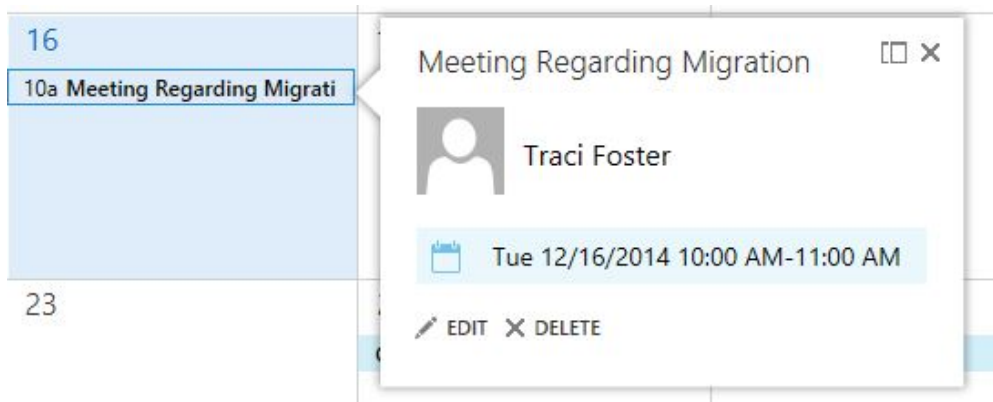 16
10a Meeting Regarding Migrati
Meeting Regarding Migration
Traci Foster
Tue 12/16/2014 10:00 AM-11:00 AM
EDIT DELETE
23